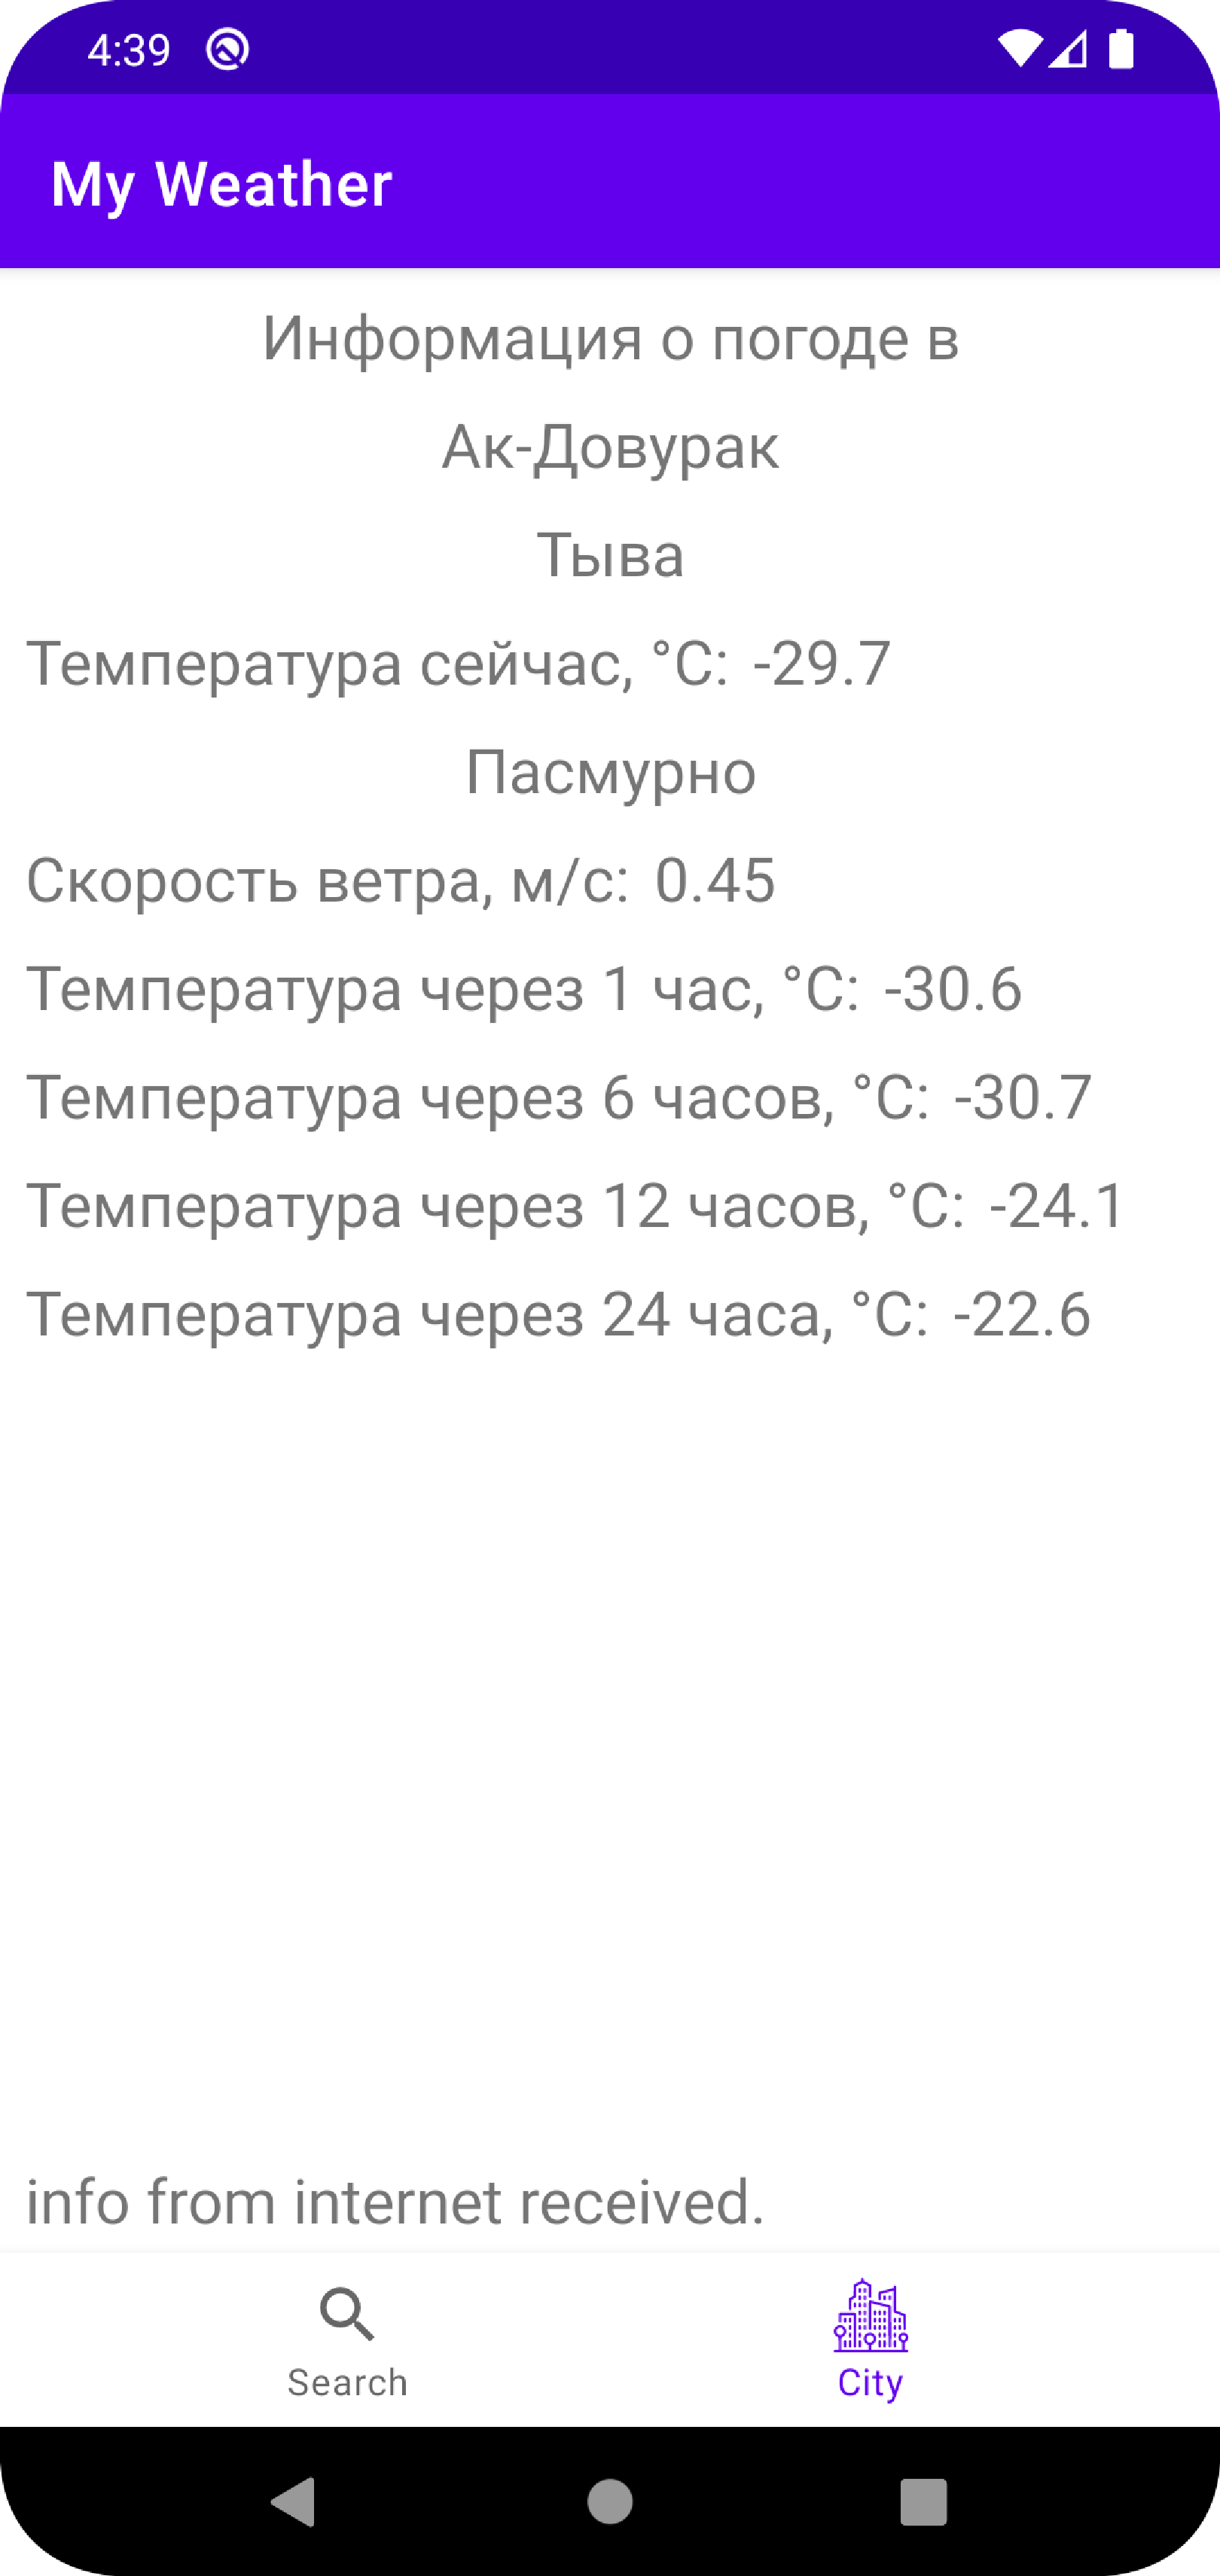 4:39
My Weather
Информация о погоде в
Ак-Довурак
Тыва
Температура сейчас, °C: -29.7
Пасмурно
Скорость ветра, м/с: 0.45
Температура через 1 час, °C: -30.6
Температура через 6 часов, °C: -30.7
Температура через 12 часов, °C: -24.1
Температура через 24 часа, °C: -22.6
info from internet received.
Search
City